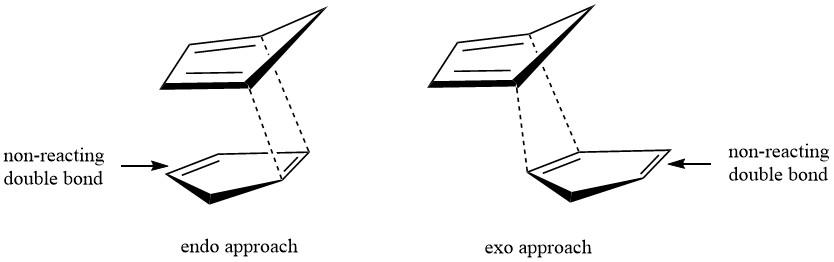 non-reacting
double bond
non-reacting
double bond
endo approach
exo approach